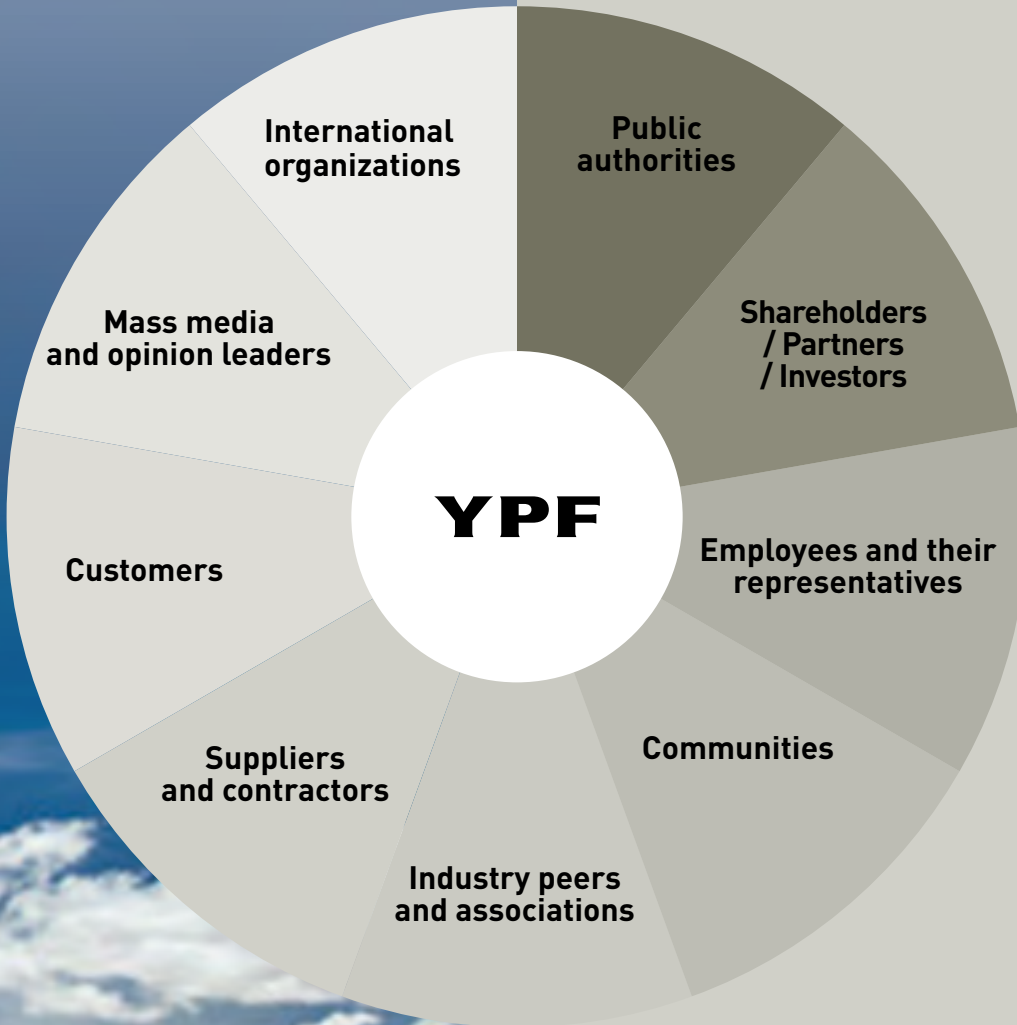 International
organizations
Public
authorities
Shareholders
/ Partners
/ Investors
Mass media
and opinion leaders
YPF
Employees and their
representatives
Customers
Communities
Suppliers
and contractors
Industry peers
and associations